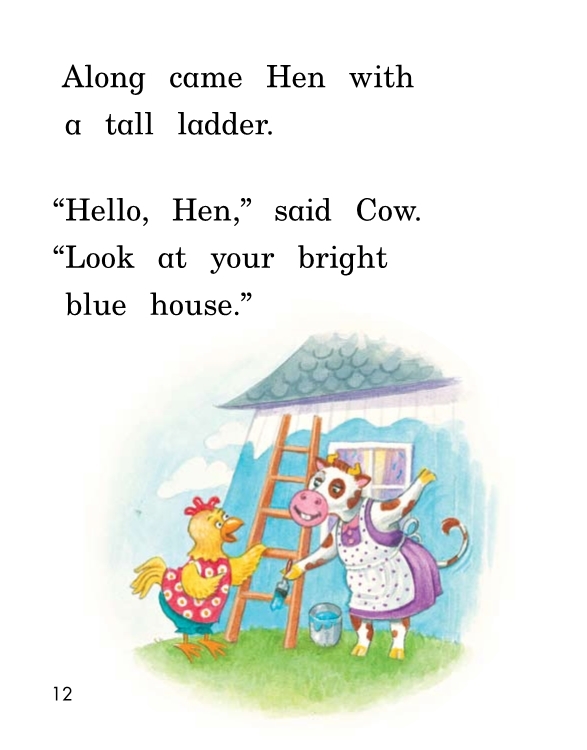 Along came Hen with
a tall ladder.
“Hello, Hen,” said Cow.
“Look at your bright
blue house.”
12